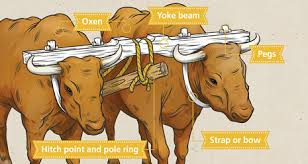 Oxen
Yoke beam
Pegs
Strap or bow
Hitch point and pole ring